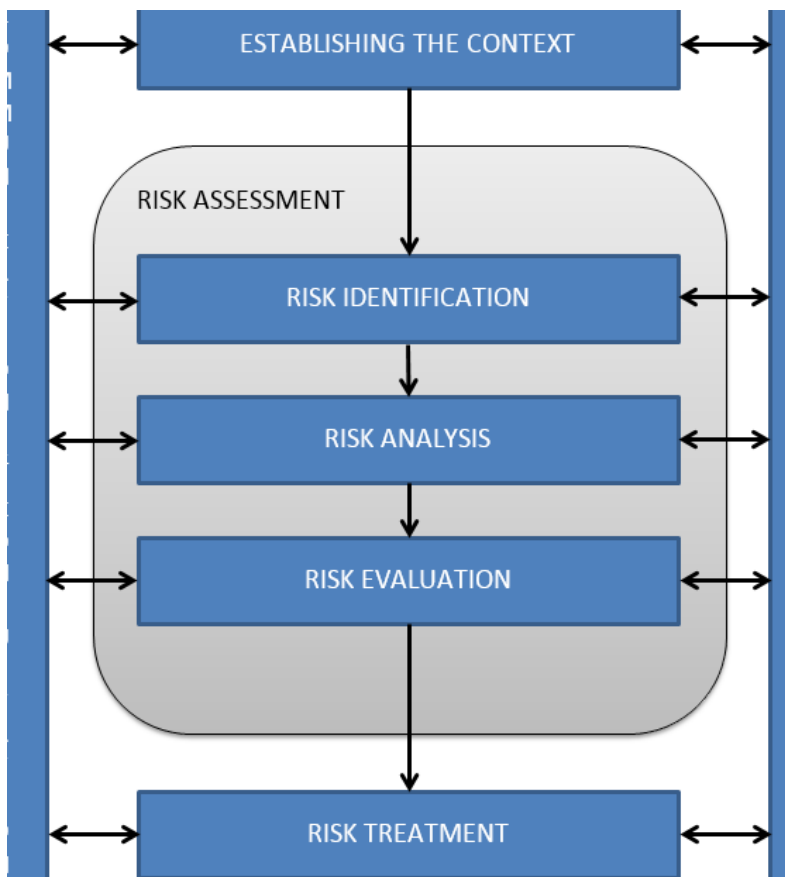 ESTABLISHING THE CONTEXT
RISK ASSESSMENT
RISK IDENTIFICATION
RISK ANALYSIS
RISK EVALUATION
RISK TREATMENT